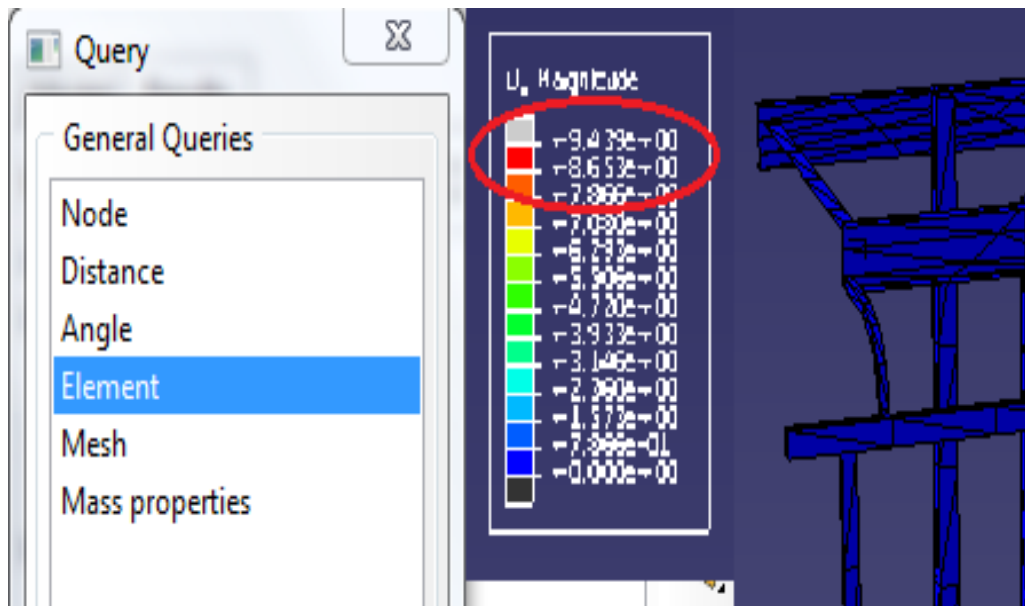 Query
General Queries
Node
Distance
Angle
Element
Mesh
Mass properties
U, Magnitude
+9.439e+00
+8.653e+00
+7.866e+00
+7.080e+00
+6.293e+00
+5.506e+00
+4.720e+00
+3.933e+00
+3.146e+00
+2.360e+00
+1.573e+00
+7.866e-01
+0.000e+00